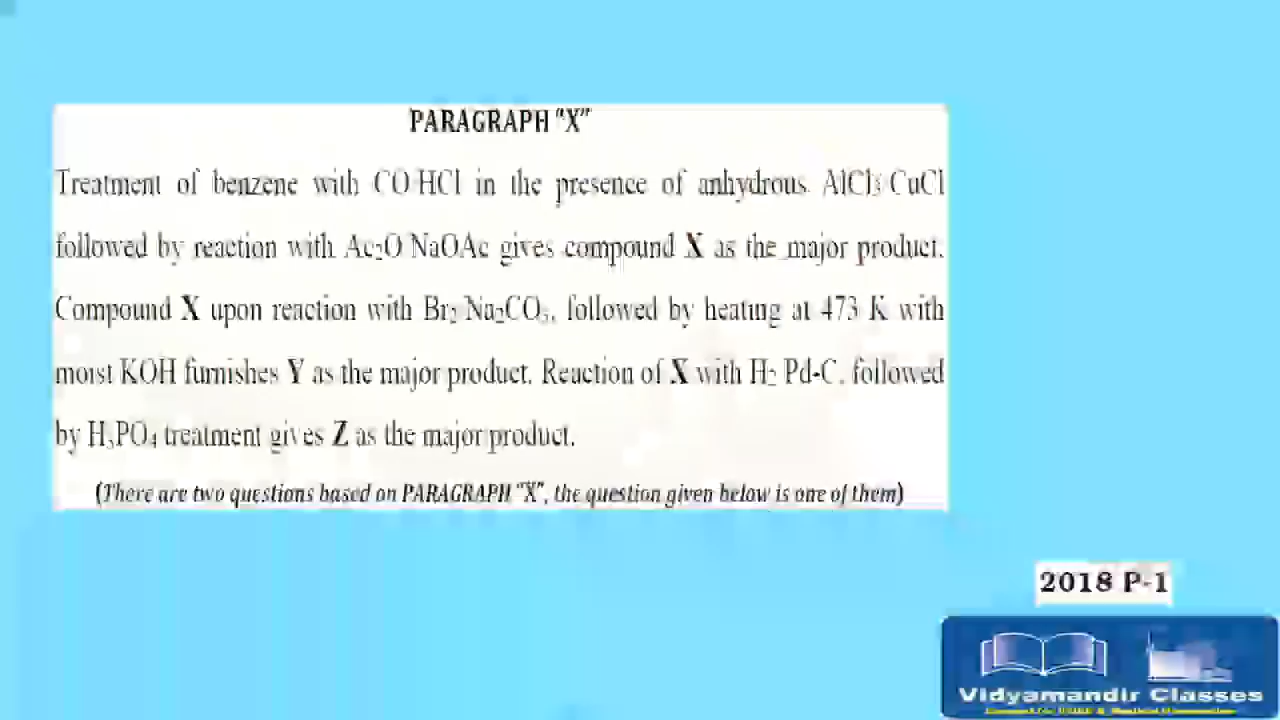 PARAGRAPH "X"
Treatment of benzene with CO HCl in the presence of anhydrous AlCl₃ CuCl
followed by reaction with Ac₂O NaOAc gives compound X as the major product.
Compound X upon reaction with Br₂ Na₂CO₃, followed by heating at 473 K with
moist KOH furnishes Y as the major product. Reaction of X with H₂ Pd-C, followed
by H₃PO₄ treatment gives Z as the major product.
(There are two questions based on PARAGRAPH "X", the question given below is one of them)
2018 P-1
Vidyamandir Classes